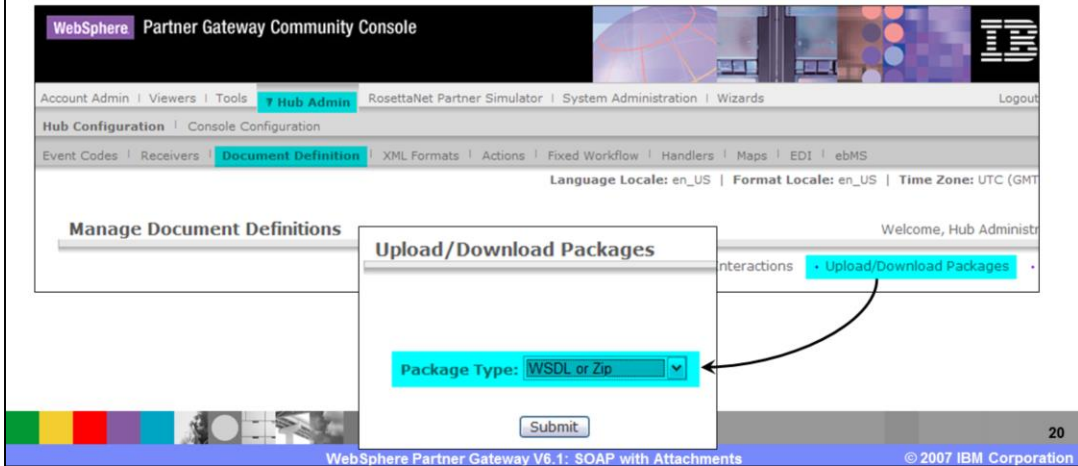 WebSphere. Partner Gateway Community Console
Account Admin | Viewers | Tools Hub Admin RosettaNet Partner Simulator | System Administration | Wizards Logout
Hub Configuration | Console Configuration
Event Codes | Receivers | Document Definition | XML Formats | Actions | Fixed Workflow | Handlers | Maps | EDI | ebMS
Language Locale: en_US | Format Locale: en_US | Time Zone: UTC (GMT
Manage Document Definitions
Welcome, Hub Administr
Upload/Download Packages
Interactions • Upload/Download Packages •
Package Type: WSDL or Zip
Submit
20
WebSphere Partner Gateway V6.1: SOAP with Attachments © 2007 IBM Corporation